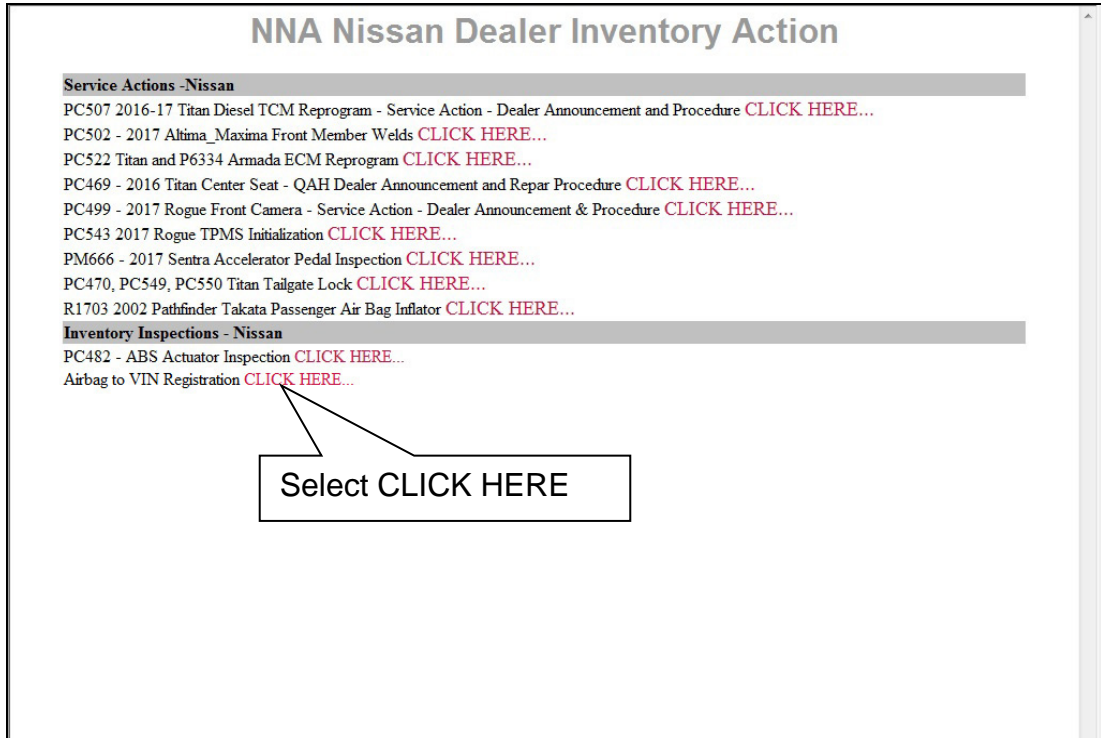 NNA Nissan Dealer Inventory Action
Service Actions -Nissan
PC507 2016-17 Titan Diesel TCM Reprogram - Service Action - Dealer Announcement and Procedure CLICK HERE...
PC502 - 2017 Altima_Maxima Front Member Welds CLICK HERE...
PC522 Titan and P6334 Armada ECM Reprogram CLICK HERE...
PC469 - 2016 Titan Center Seat - QAH Dealer Announcement and Repar Procedure CLICK HERE...
PC499 - 2017 Rogue Front Camera - Service Action - Dealer Announcement & Procedure CLICK HERE...
PC543 2017 Rogue TPMS Initialization CLICK HERE...
PM666 - 2017 Sentra Accelerator Pedal Inspection CLICK HERE...
PC470, PC549, PC550 Titan Tailgate Lock CLICK HERE...
R1703 2002 Pathfinder Takata Passenger Air Bag Inflator CLICK HERE...
Inventory Inspections - Nissan
PC482 - ABS Actuator Inspection CLICK HERE...
Airbag to VIN Registration CLICK HERE...
Select CLICK HERE